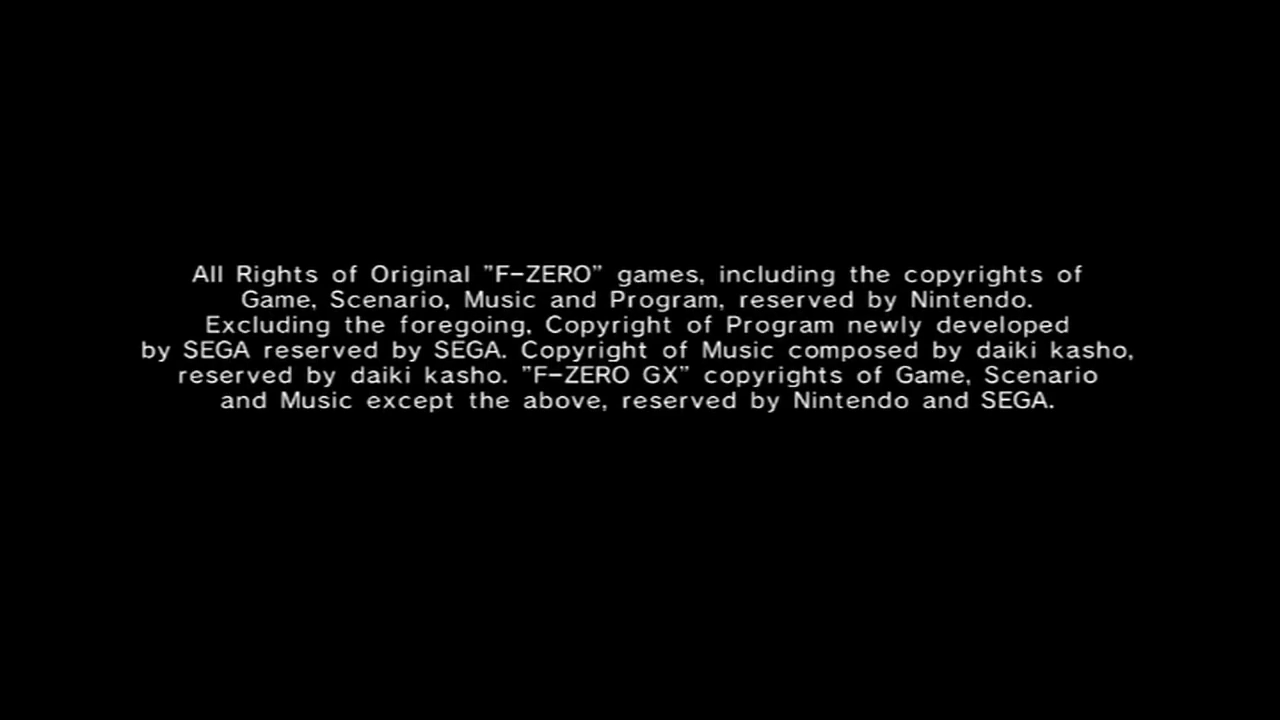 All Rights of Original ”F-ZERO” games, including the copyrights of
Game, Scenario, Music and Program, reserved by Nintendo.
Excluding the foregoing, Copyright of Program newly developed
by SEGA reserved by SEGA. Copyright of Music composed by daiki kasho,
reserved by daiki kasho. ”F-ZERO GX” copyrights of Game, Scenario
and Music except the above, reserved by Nintendo and SEGA.